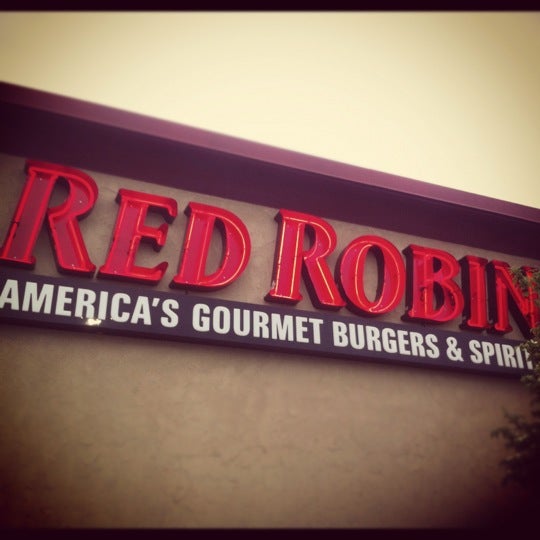 RED ROBIN
AMERICA'S GOURMET BURGERS &